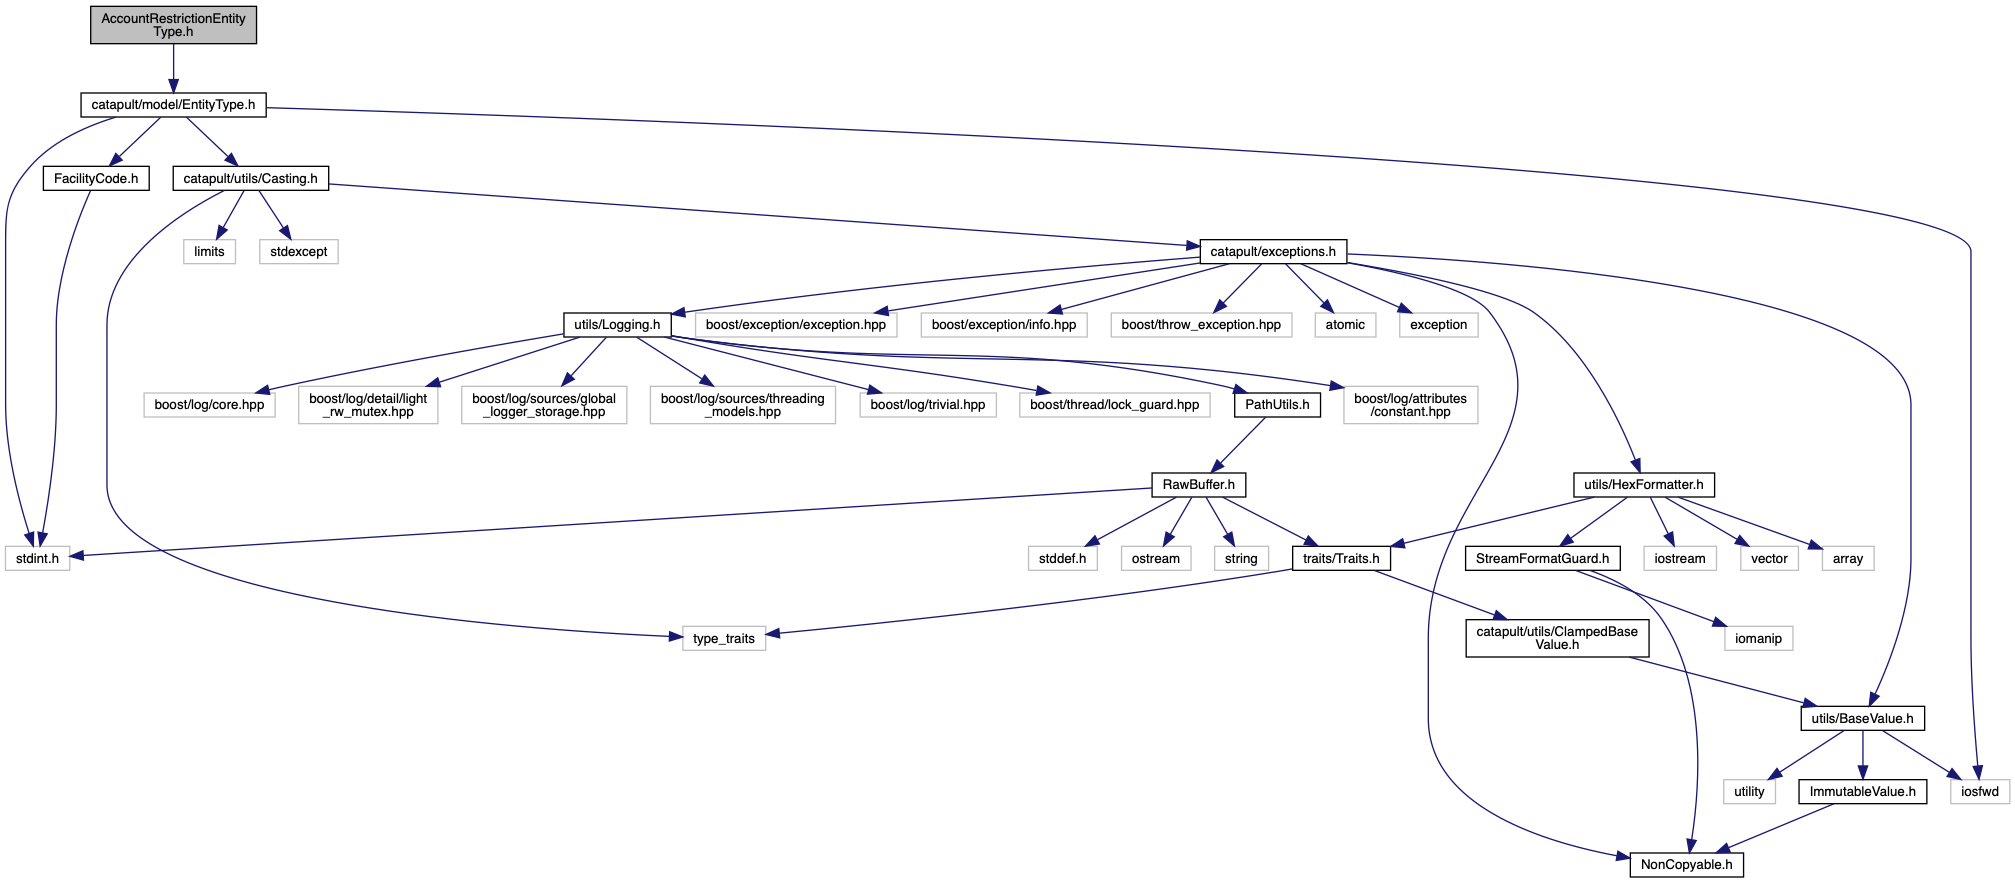 AccountRestrictionEntity
Type.h
catapult/model/EntityType.h
FacilityCode.h
catapult/utils/Casting.h
limits
stdexcept
catapult/exceptions.h
utils/Logging.h
boost/exception/exception.hpp
boost/exception/info.hpp
boost/throw_exception.hpp
atomic
exception
boost/log/core.hpp
boost/log/detail/light
_rw_mutex.hpp
boost/log/sources/global
_logger_storage.hpp
boost/log/sources/threading
_models.hpp
boost/log/trivial.hpp
boost/thread/lock_guard.hpp
PathUtils.h
boost/log/attributes
/constant.hpp
RawBuffer.h
utils/HexFormatter.h
stdint.h
stddef.h
ostream
string
traits/Traits.h
StreamFormatGuard.h
iostream
vector
array
type_traits
catapult/utils/ClampedBase
Value.h
iomanip
utils/BaseValue.h
utility
ImmutableValue.h
iosfwd
NonCopyable.h